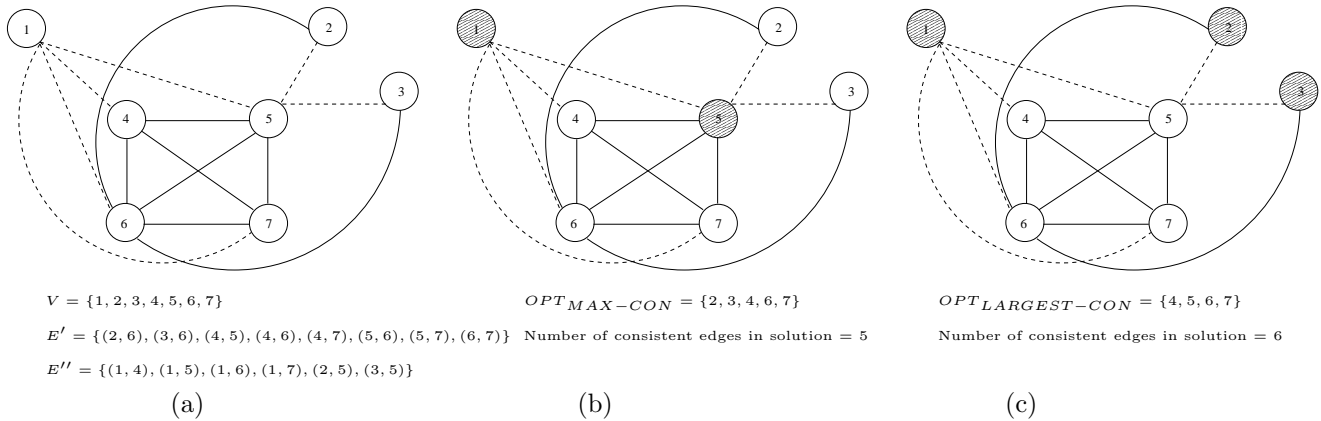 1
2
3
4
5
6
7
V = {1, 2, 3, 4, 5, 6, 7}
E′ = {(2, 6), (3, 6), (4, 5), (4, 6), (4, 7), (5, 6), (5, 7), (6, 7)}
E′′ = {(1, 4), (1, 5), (1, 6), (1, 7), (2, 5), (3, 5)}
(a)
1
2
3
4
5
6
7
OPT_{MAX−CON} = {2, 3, 4, 6, 7}
Number of consistent edges in solution = 5
(b)
1
2
3
4
5
6
7
OPT_{LARGEST−CON} = {4, 5, 6, 7}
Number of consistent edges in solution = 6
(c)